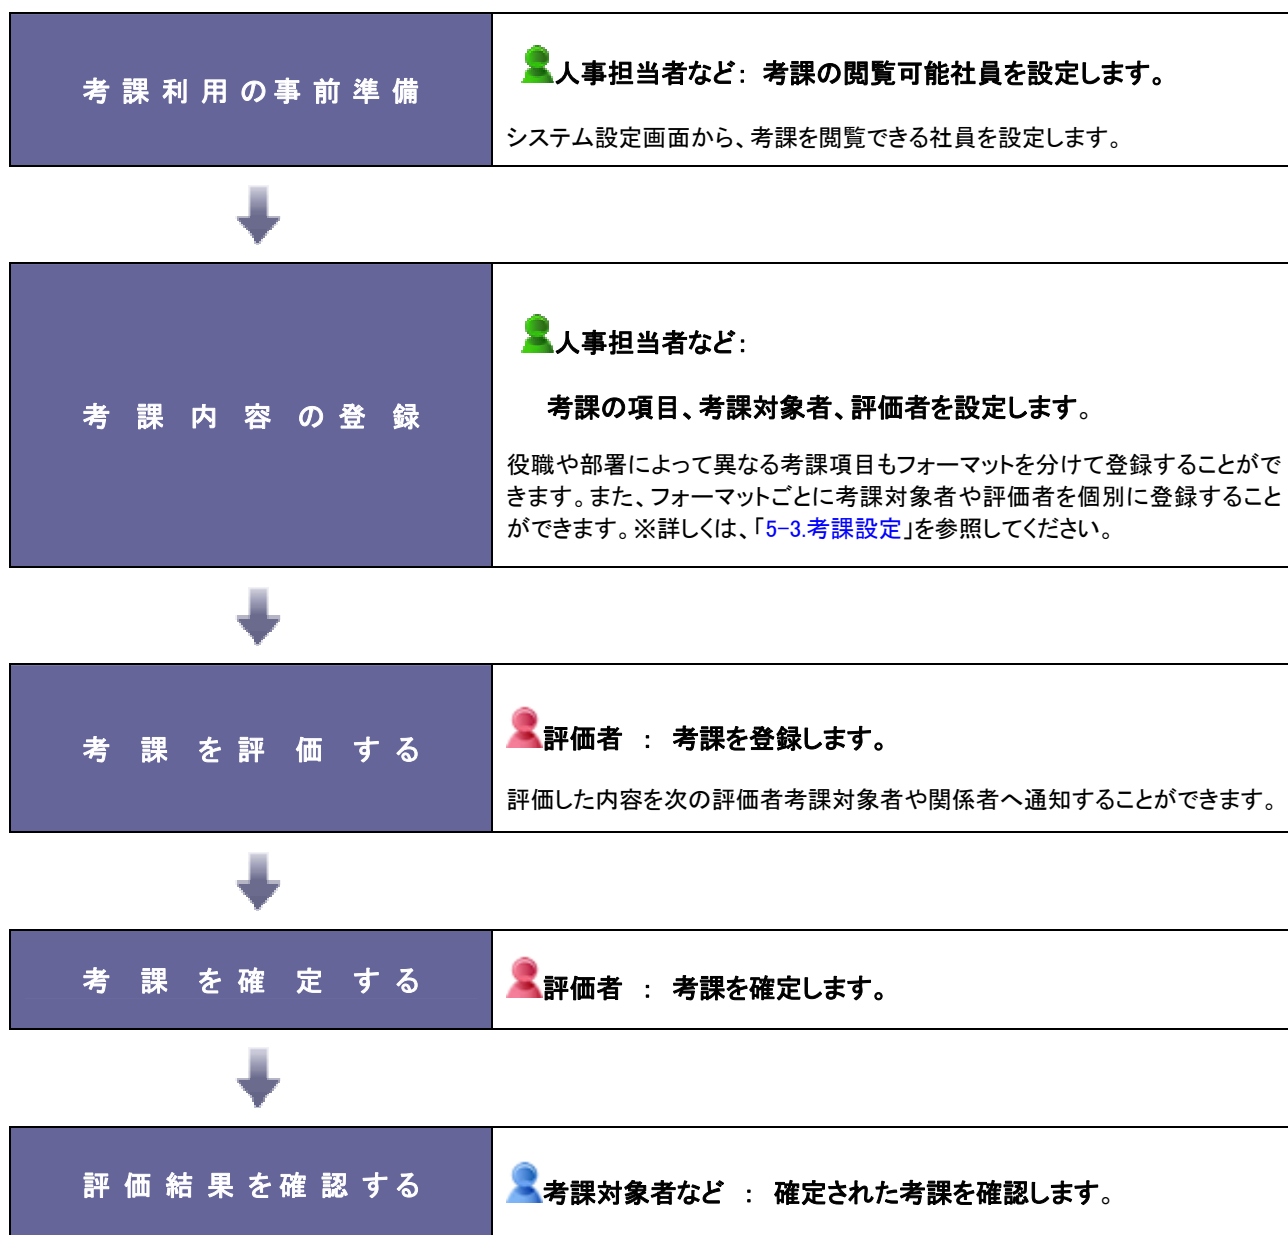 考課利用の事前準備
人事担当者など： 考課の閲覧可能社員を設定します。
システム設定画面から、考課を閲覧できる社員を設定します。
考課内容の登録
人事担当者など：
考課の項目、考課対象者、評価者を設定します。
役職や部署によって異なる考課項目もフォーマットを分けて登録することがで
きます。また、フォーマットごとに考課対象者や評価者を個別に登録すること
ができます。※詳しくは、「5-3.考課設定」を参照してください。
考課を評価する
評価者 ： 考課を登録します。
評価した内容を次の評価者考課対象者や関係者へ通知することができます。
考課を確定する
評価者 ： 考課を確定します。
評価結果を確認する
考課対象者など ： 確定された考課を確認します。